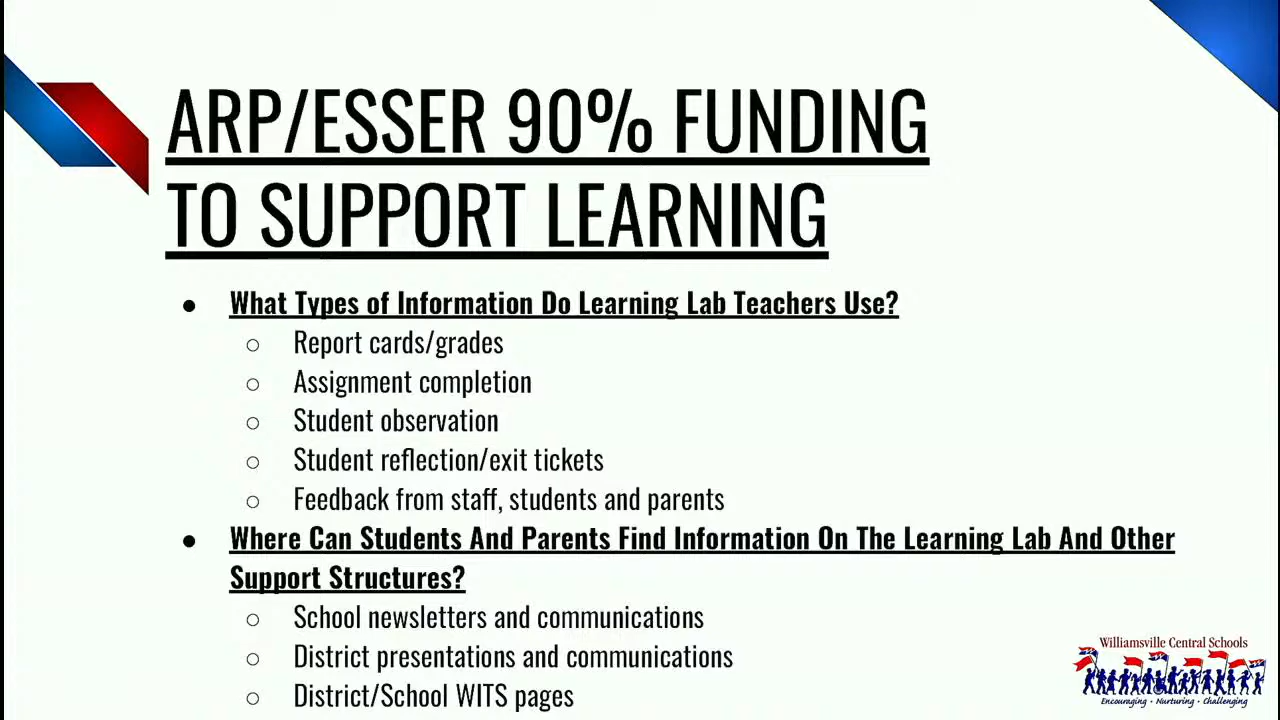 ARP/ESSER 90% FUNDING
TO SUPPORT LEARNING
● What Types of Information Do Learning Lab Teachers Use?
○ Report cards/grades
○ Assignment completion
○ Student observation
○ Student reflection/exit tickets
○ Feedback from staff, students and parents
● Where Can Students And Parents Find Information On The Learning Lab And Other
Support Structures?
○ School newsletters and communications
○ District presentations and communications
○ District/School WITS pages
Williamsville Central Schools
Encouraging • Nurturing • Challenging